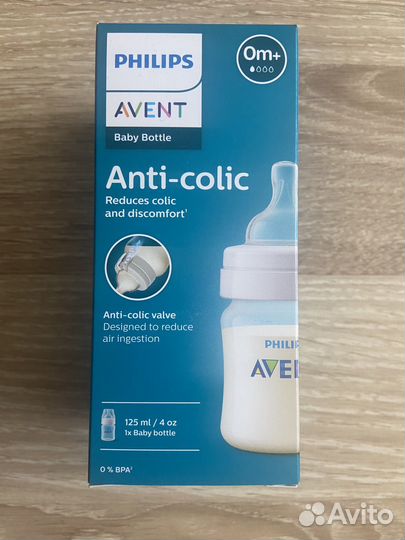 PHILIPS
AVENT
Baby Bottle
0m+
Anti-colic
Reduces colic
and discomfort¹
Anti-colic valve
Designed to reduce
air ingestion
PHILIP
AVEN
125 ml / 4 oz
1x Baby bottle
0 % BPA²
Avito